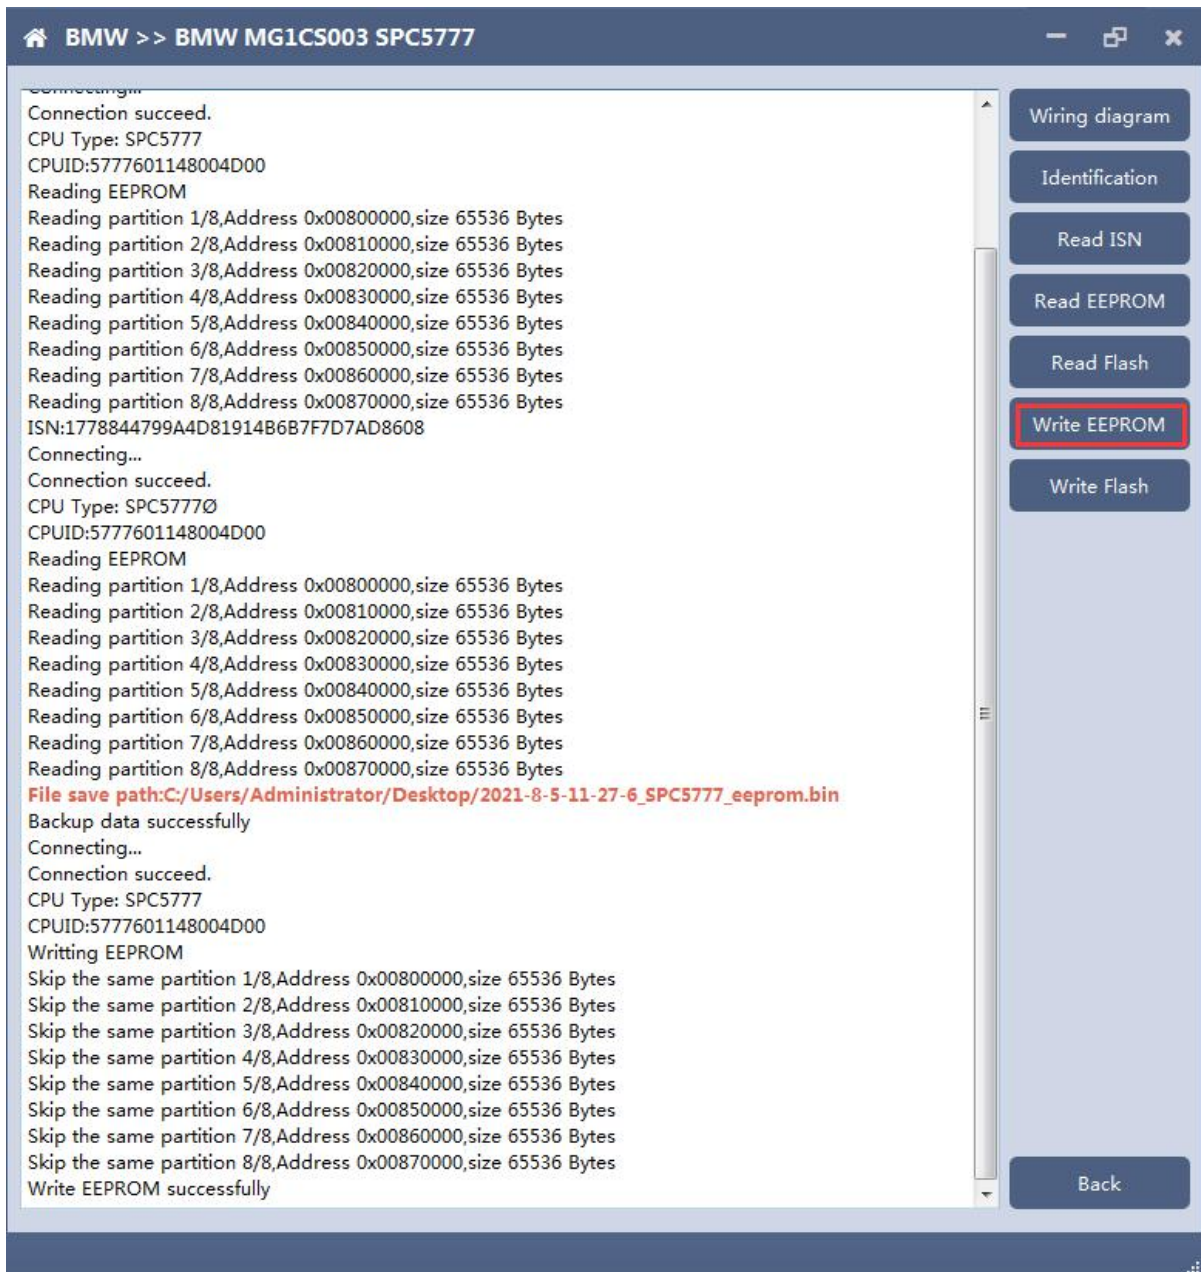 BMW >> BMW MG1CS003 SPC5777
Connecting...
Connection succeed.
CPU Type: SPC5777
CPUID:5777601148004D00
Reading EEPROM
Reading partition 1/8,Address 0x00800000,size 65536 Bytes
Reading partition 2/8,Address 0x00810000,size 65536 Bytes
Reading partition 3/8,Address 0x00820000,size 65536 Bytes
Reading partition 4/8,Address 0x00830000,size 65536 Bytes
Reading partition 5/8,Address 0x00840000,size 65536 Bytes
Reading partition 6/8,Address 0x00850000,size 65536 Bytes
Reading partition 7/8,Address 0x00860000,size 65536 Bytes
Reading partition 8/8,Address 0x00870000,size 65536 Bytes
ISN:1778844799A4D81914B6B7F7D7AD8608
Connecting...
Connection succeed.
CPU Type: SPC5777Ø
CPUID:5777601148004D00
Reading EEPROM
Reading partition 1/8,Address 0x00800000,size 65536 Bytes
Reading partition 2/8,Address 0x00810000,size 65536 Bytes
Reading partition 3/8,Address 0x00820000,size 65536 Bytes
Reading partition 4/8,Address 0x00830000,size 65536 Bytes
Reading partition 5/8,Address 0x00840000,size 65536 Bytes
Reading partition 6/8,Address 0x00850000,size 65536 Bytes
Reading partition 7/8,Address 0x00860000,size 65536 Bytes
Reading partition 8/8,Address 0x00870000,size 65536 Bytes
File save path:C:/Users/Administrator/Desktop/2021-8-5-11-27-6_SPC5777_eeprom.bin
Backup data successfully
Connecting...
Connection succeed.
CPU Type: SPC5777
CPUID:5777601148004D00
Writting EEPROM
Skip the same partition 1/8,Address 0x00800000,size 65536 Bytes
Skip the same partition 2/8,Address 0x00810000,size 65536 Bytes
Skip the same partition 3/8,Address 0x00820000,size 65536 Bytes
Skip the same partition 4/8,Address 0x00830000,size 65536 Bytes
Skip the same partition 5/8,Address 0x00840000,size 65536 Bytes
Skip the same partition 6/8,Address 0x00850000,size 65536 Bytes
Skip the same partition 7/8,Address 0x00860000,size 65536 Bytes
Skip the same partition 8/8,Address 0x00870000,size 65536 Bytes
Write EEPROM successfully
Wiring diagram
Identification
Read ISN
Read EEPROM
Read Flash
Write EEPROM
Write Flash
Back